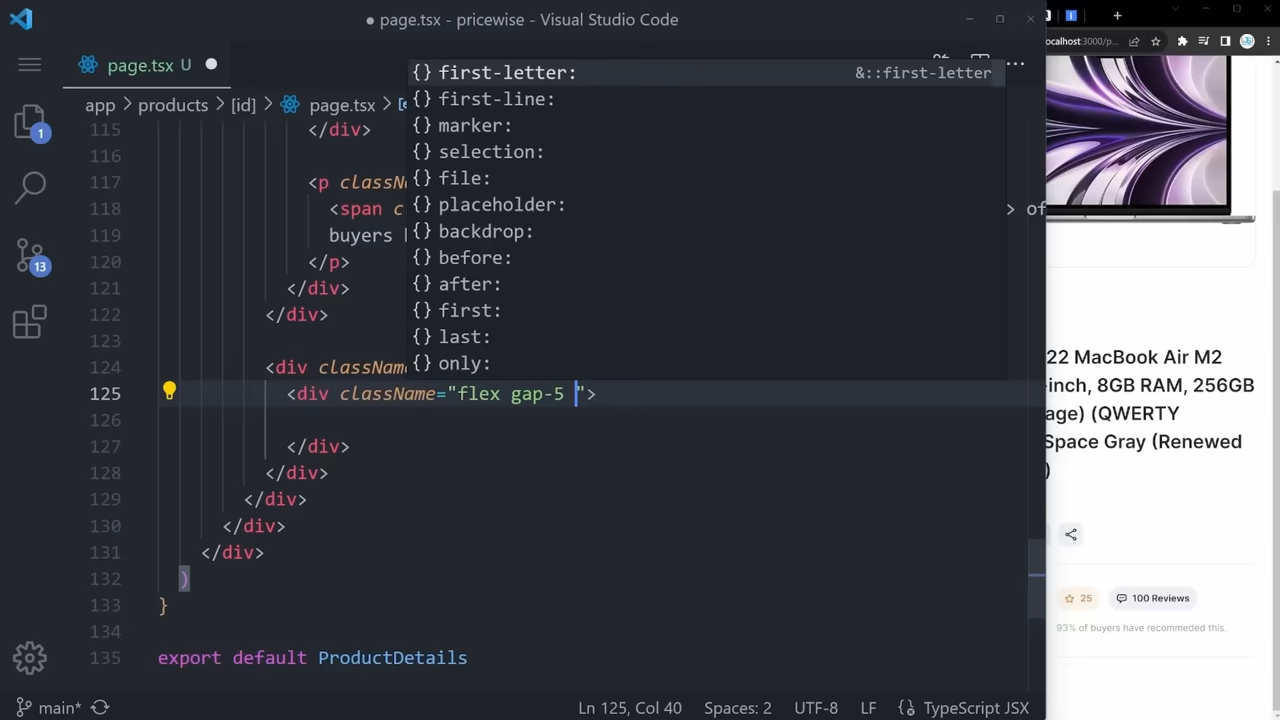 page.tsx - pricewise - Visual Studio Code
page.tsx U
app > products > [id] > page.tsx >
localhost:3000/p...
first-letter: &::first-letter
first-line:
marker:
selection:
file:
placeholder:
backdrop:
before:
after:
first:
last:
only:
115 </div>
116
117 <p classNa
118 <span c > of
119 buyers
120 </p>
121 </div>
122 </div>
123
124 <div className
125 <div className="flex gap-5 ">
126
127 </div>
128 </div>
129 </div>
130 </div>
131 </div>
132 )
133 }
134
135 export default ProductDetails
1
13
22 MacBook Air M2
-inch, 8GB RAM, 256GB
age) (QWERTY
Space Gray (Renewed
)
25
100 Reviews
93% of buyers have recommeded this.
main*
Ln 125, Col 40
Spaces: 2
UTF-8
LF
{} TypeScript JSX